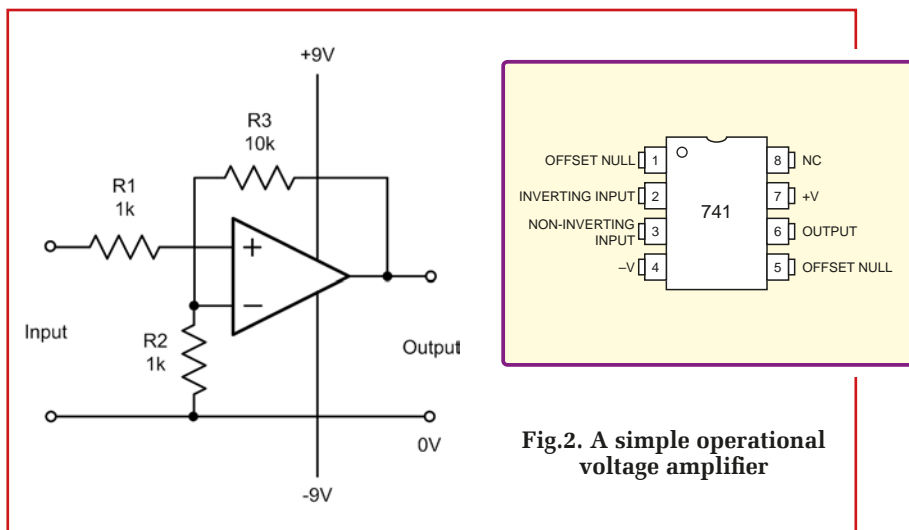 +9V
R3
10k
R1
1k
+
−
Input
R2
1k
Output
0V
-9V
OFFSET NULL 1
INVERTING INPUT 2
NON-INVERTING
INPUT 3
–V 4
741
8 NC
7 +V
6 OUTPUT
5 OFFSET NULL
Fig.2. A simple operational
voltage amplifier